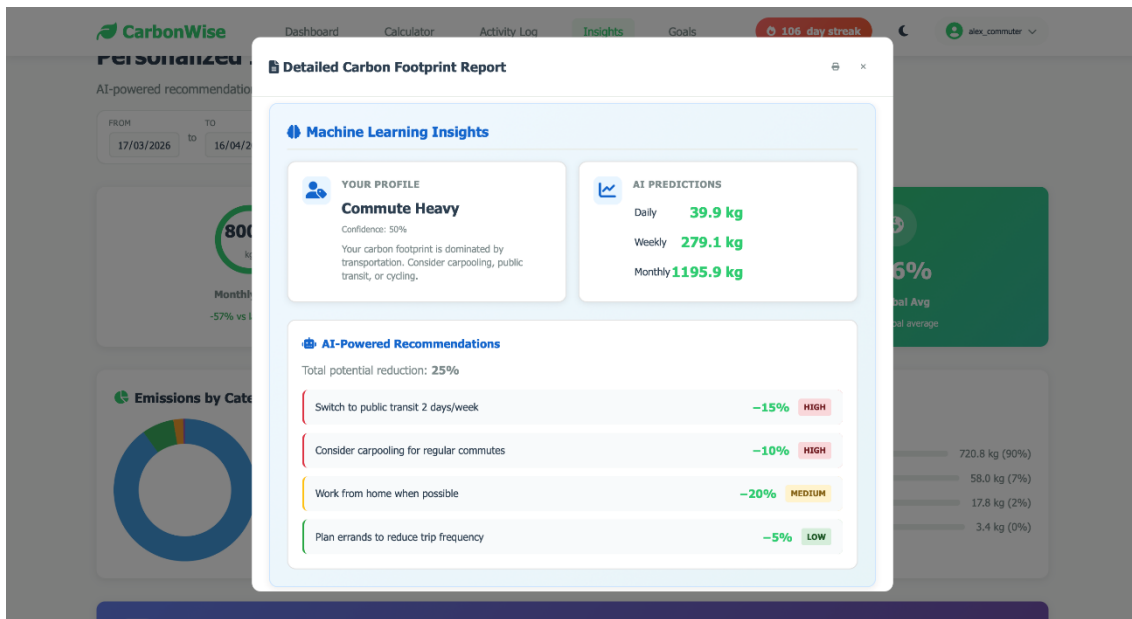 CarbonWise
Dashboard
Calculator
Activity Log
Insights
Goals
106 day streak
alex_commuter
Personalized
AI-powered
FROM
17/03/2026
to
TO
16/04/2
800
Monthl
-57% vs l
6%
bal Avg
bal average
Emissions by Cate
720.8 kg (90%)
58.0 kg (7%)
17.8 kg (2%)
3.4 kg (0%)
Detailed Carbon Footprint Report
×
Machine Learning Insights
YOUR PROFILE
Commute Heavy
Confidence: 50%
Your carbon footprint is dominated by
transportation. Consider carpooling, public
transit, or cycling.
AI PREDICTIONS
Daily 39.9 kg
Weekly 279.1 kg
Monthly 1195.9 kg
AI-Powered Recommendations
Total potential reduction: 25%
Switch to public transit 2 days/week −15% HIGH
Consider carpooling for regular commutes −10% HIGH
Work from home when possible −20% MEDIUM
Plan errands to reduce trip frequency −5% LOW